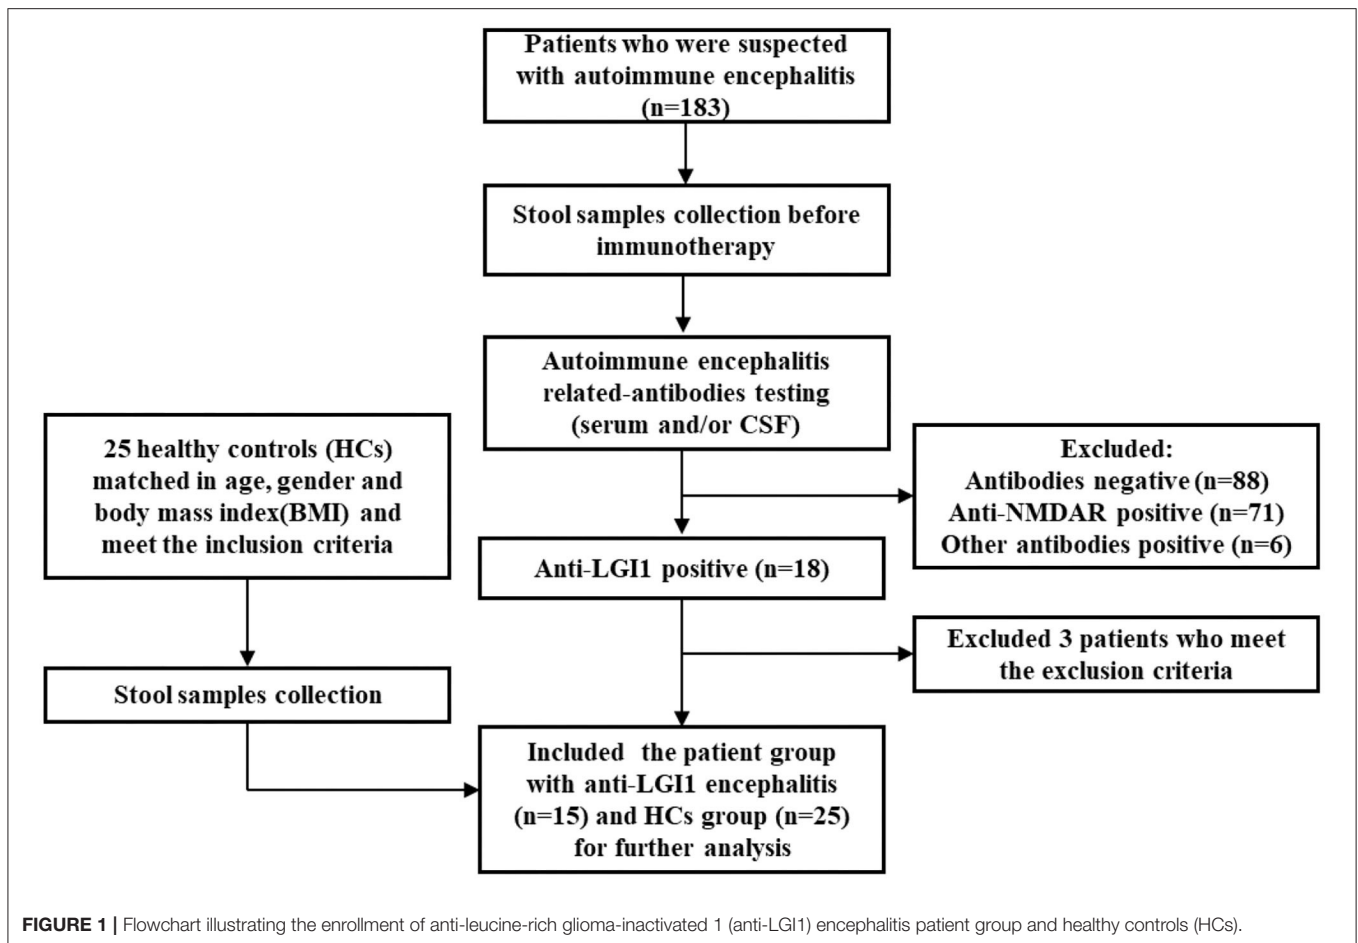 Patients who were suspected
with autoimmune encephalitis
(n=183)
Stool samples collection before
immunotherapy
Autoimmune encephalitis
related-antibodies testing
(serum and/or CSF)
25 healthy controls (HCs)
matched in age, gender and
body mass index(BMI) and
meet the inclusion criteria
Excluded:
Antibodies negative (n=88)
Anti-NMDAR positive (n=71)
Other antibodies positive (n=6)
Anti-LGI1 positive (n=18)
Excluded 3 patients who meet
the exclusion criteria
Stool samples collection
Included the patient group
with anti-LGI1 encephalitis
(n=15) and HCs group (n=25)
for further analysis
FIGURE 1 | Flowchart illustrating the enrollment of anti-leucine-rich glioma-inactivated 1 (anti-LGI1) encephalitis patient group and healthy controls (HCs).